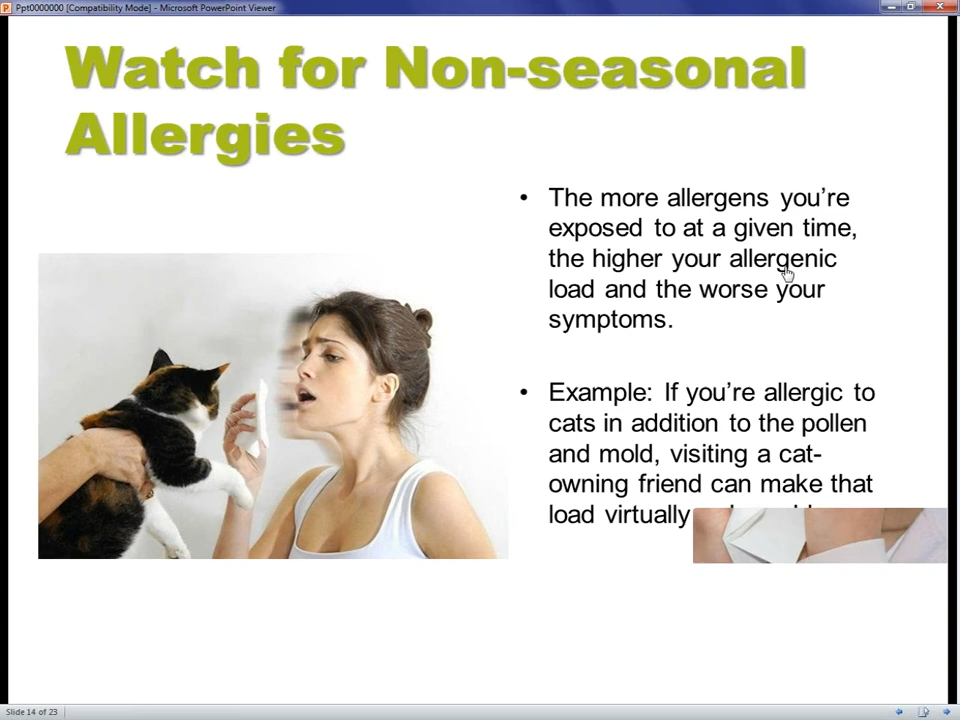 Ppt0000000 [Compatibility Mode] - Microsoft PowerPoint Viewer
Watch for Non-seasonal
Allergies
• The more allergens you’re
exposed to at a given time,
the higher your allergenic
load and the worse your
symptoms.
• Example: If you’re allergic to
cats in addition to the pollen
and mold, visiting a cat-
owning friend can make that
load virtually
Slide 14 of 23